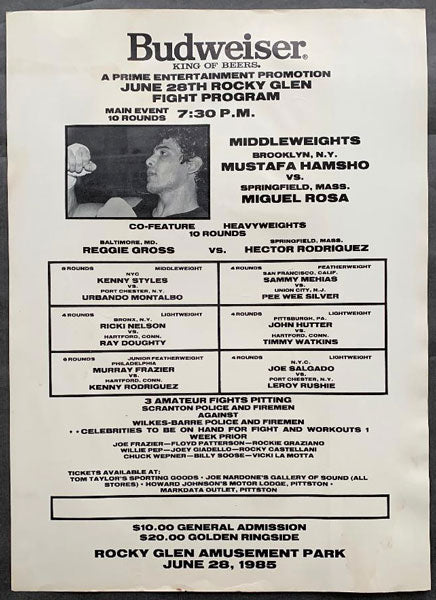 Budweiser®
KING OF BEERS®
A PRIME ENTERTAINMENT PROMOTION
JUNE 28TH ROCKY GLEN
FIGHT PROGRAM
MAIN EVENT
10 ROUNDS
7:30 P.M.
MIDDLEWEIGHTS
BROOKLYN, N.Y.
MUSTAFA HAMSHO
VS.
SPRINGFIELD, MASS.
MIGUEL ROSA
CO-FEATURE HEAVYWEIGHTS
10 ROUNDS
BALTIMORE, MD. SPRINGFIELD, MASS.
REGGIE GROSS VS. HECTOR RODRIGUEZ
6 ROUNDS MIDDLEWEIGHT
NYC
KENNY STYLES
VS.
PORT CHESTER, N.Y.
URBANDO MONTALBO
4 ROUNDS FEATHERWEIGHT
SAN FRANCISCO, CALIF.
SAMMY MEHIAS
VS.
UNION CITY, N.J.
PEE WEE SILVER
4 ROUNDS LIGHTWEIGHT
BRONX, N.Y.
RICKI NELSON
VS.
HARTFORD, CONN.
RAY DOUGHTY
4 ROUNDS LIGHTWEIGHT
PITTSBURGH, PA.
JOHN HUTTER
VS.
HARTFORD, CONN.
TIMMY WATKINS
6 ROUNDS JUNIOR FEATHERWEIGHT
PHILADELPHIA
MURRAY FRAZIER
VS.
HARTFORD, CONN.
KENNY RODRIGUEZ
4 ROUNDS LIGHTWEIGHT
N.Y.C.
JOE SALGADO
VS.
PORT CHESTER, N.Y.
LEROY RUSHIE
3 AMATEUR FIGHTS PITTING
SCRANTON POLICE AND FIREMEN
AGAINST
WILKES-BARRE POLICE AND FIREMEN
• • CELEBRITIES TO BE ON HAND FOR FIGHT AND WORKOUTS 1
WEEK PRIOR
JOE FRAZIER—FLOYD PATTERSON—ROCKIE GRAZIANO
WILLIE PEP—JOEY GIADELLO—ROCKY CASTELLANI
CHUCK WEPNER—BILLY SOOSE—VICKI LA MOTTA
TICKETS AVAILABLE AT:
TOM TAYLOR'S SPORTING GOODS • JOE NARDONE'S GALLERY OF SOUND (ALL
STORES) • HOWARD JOHNSON'S MOTOR LODGE, PITTSTON •
MARKDATA OUTLET, PITTSTON
$10.00 GENERAL ADMISSION
$20.00 GOLDEN RINGSIDE
ROCKY GLEN AMUSEMENT PARK
JUNE 28, 1985